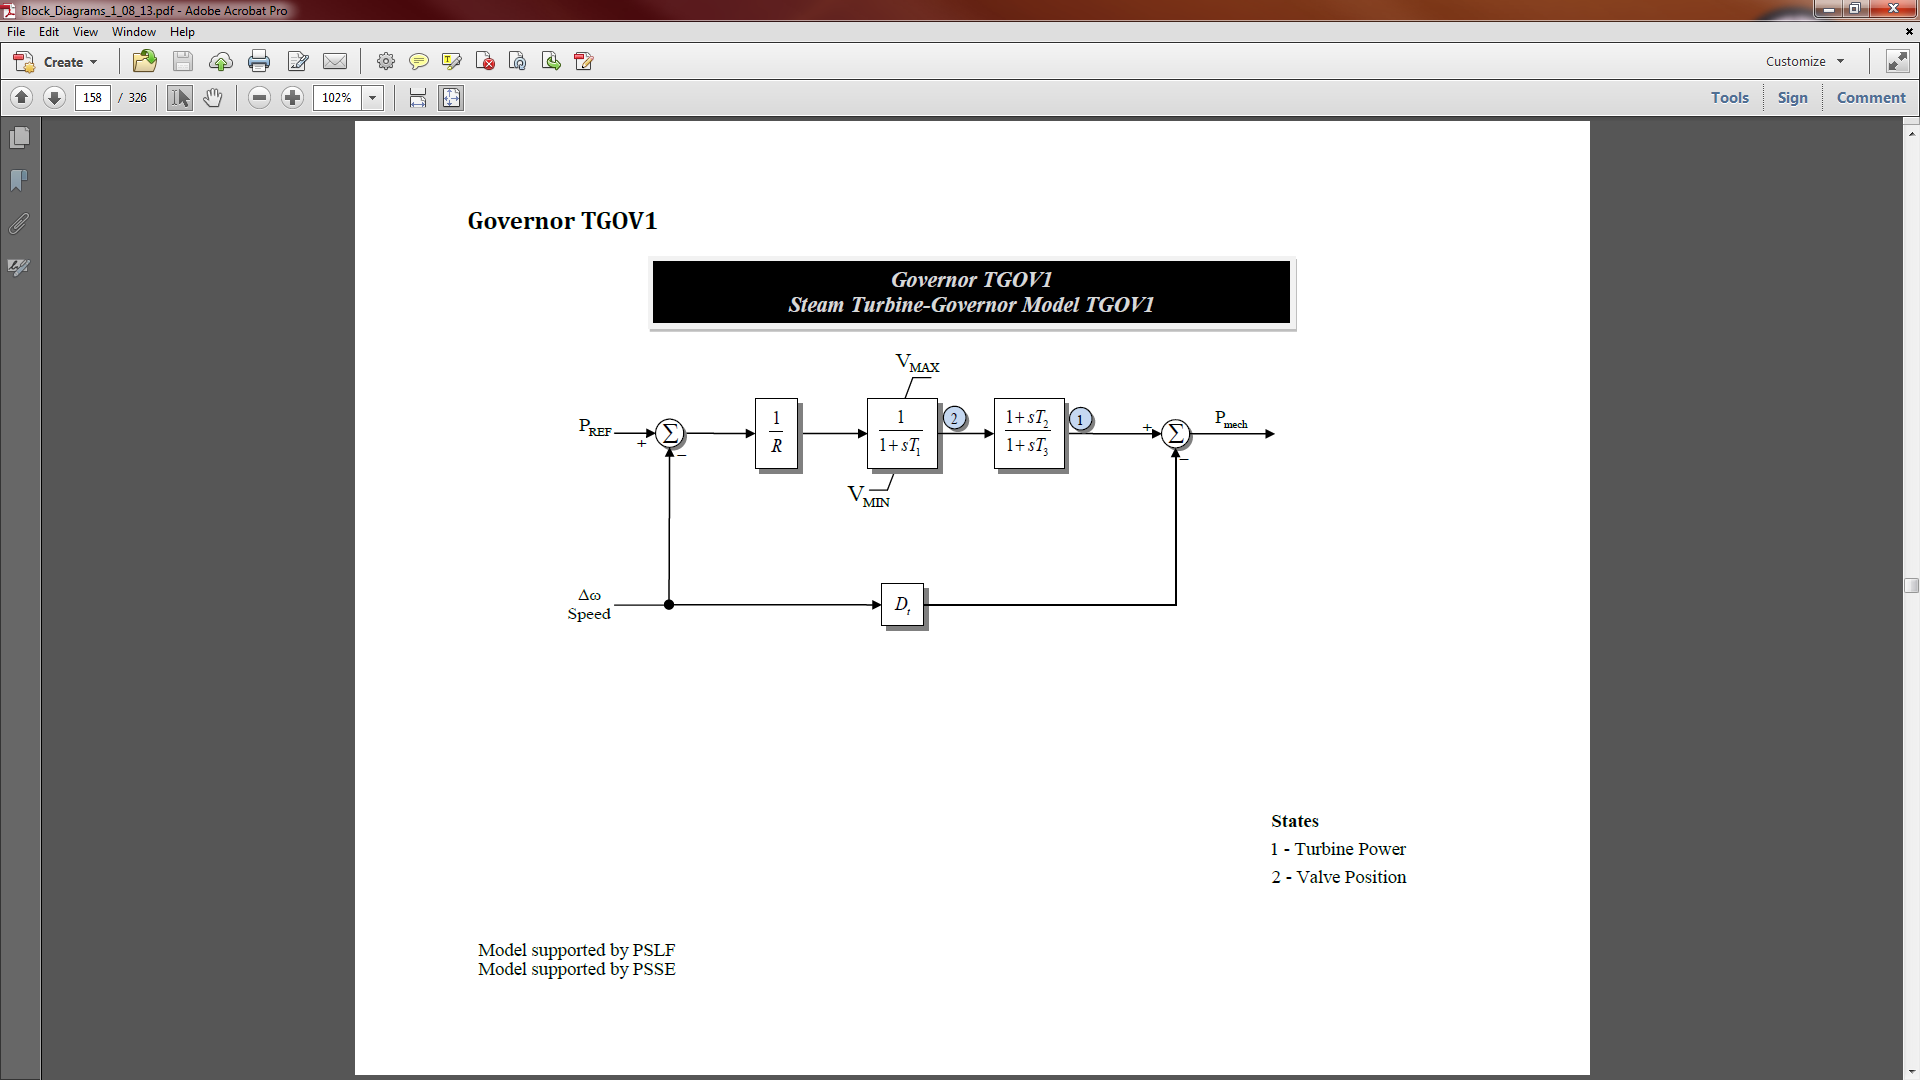 Block_Diagrams_1_08_13.pdf - Adobe Acrobat Pro
File Edit View Window Help
Create
Customize
158 / 326
102%
Tools Sign Comment
Governor TGOV1
Governor TGOV1
Steam Turbine-Governor Model TGOV1
VMAX
PREF
+
Σ
−
1
R
1
1+sT1
2
1+sT2
1+sT3
1
+
Σ
−
Pmech
VMIN
Δω
Speed
Dt
States
1 - Turbine Power
2 - Valve Position
Model supported by PSLF
Model supported by PSSE